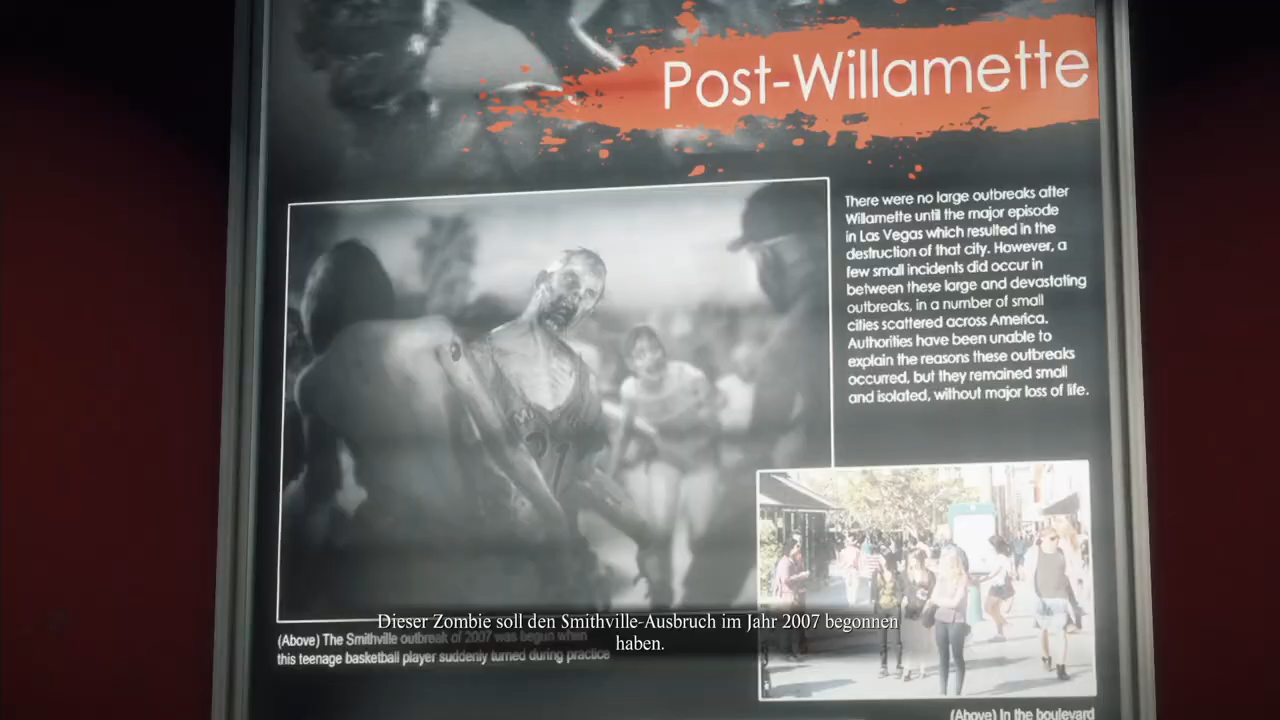 Post-Willamette
There were no large outbreaks after
Willamette until the major episode
in Las Vegas which resulted in the
destruction of that city. However, a
few small incidents did occur in
between these large and devastating
outbreaks, in a number of small
cities scattered across America.
Authorities have been unable to
explain the reasons these outbreaks
occurred, but they remained small
and isolated, without major loss of life.
(Above) The Smithville outbreak of 2007 was begun when
this teenage basketball player suddenly turned during practice
Dieser Zombie soll den Smithville-Ausbruch im Jahr 2007 begonnen
haben.
(Above) In the boulevard